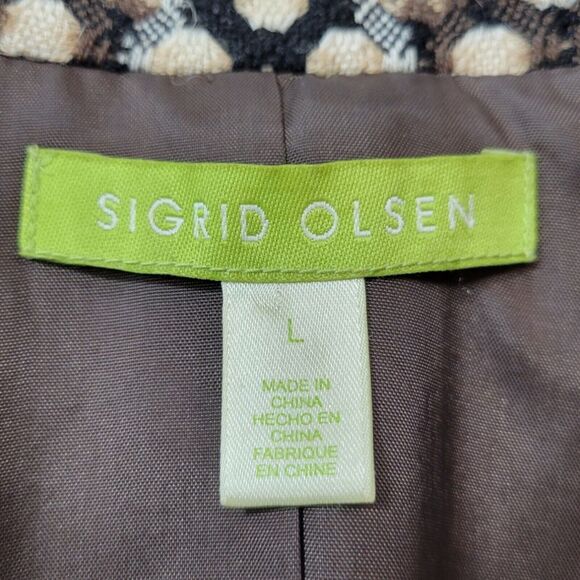 SIGRID OLSEN
L
MADE IN
CHINA
HECHO EN
CHINA
FABRIQUE
EN CHINE